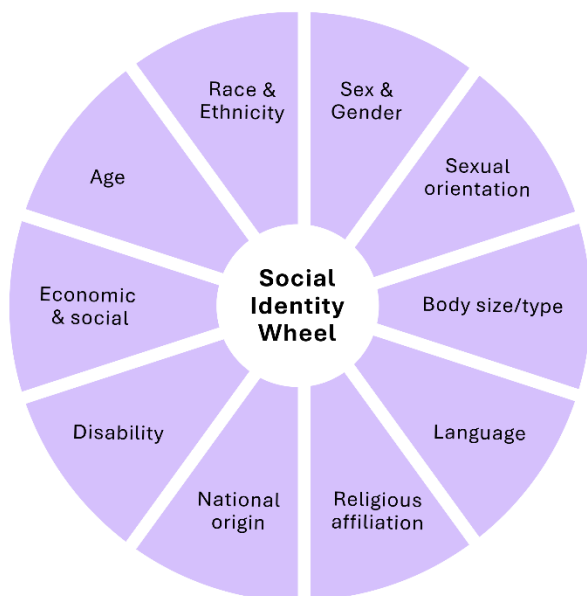 Race &
Ethnicity
Sex &
Gender
Sexual
orientation
Body size/type
Language
Religious
affiliation
National
origin
Disability
Economic
& social
Age
Social
Identity
Wheel